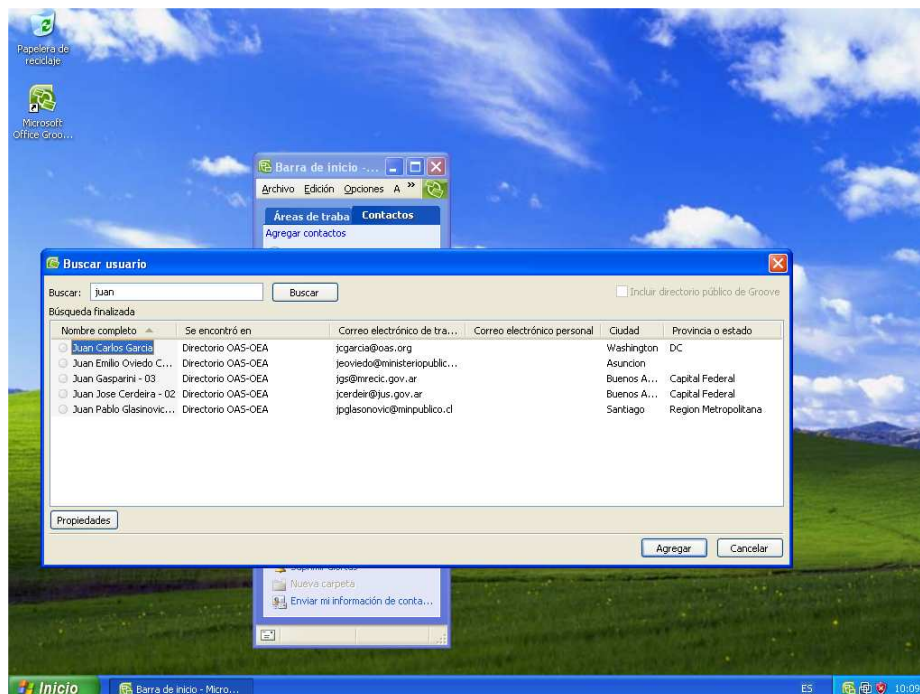 Papelera de
reciclaje
Microsoft
Office Groo...
Barra de inicio -...
Archivo Edición Opciones A »
Áreas de traba Contactos
Agregar contactos
Buscar usuario
Buscar: juan Buscar Incluir directorio público de Groove
Búsqueda finalizada
Nombre completo Se encontró en Correo electrónico de tra... Correo electrónico personal Ciudad Provincia o estado
Juan Carlos Garcia Directorio OAS-OEA jcgarcia@oas.org Washington DC
Juan Emilio Oviedo C... Directorio OAS-OEA jeoviedo@ministeriopublic... Asuncion
Juan Gasparini - 03 Directorio OAS-OEA jgs@mrecic.gov.ar Buenos A... Capital Federal
Juan Jose Cerdeira - 02 Directorio OAS-OEA jcerdeir@jus.gov.ar Buenos A... Capital Federal
Juan Pablo Glasinovic... Directorio OAS-OEA jpglasonovic@minpublico.cl Santiago Region Metropolitana
Propiedades
Agregar Cancelar
Nueva carpeta
Enviar mi información de conta...
Inicio Barra de inicio - Micro... ES 10:09